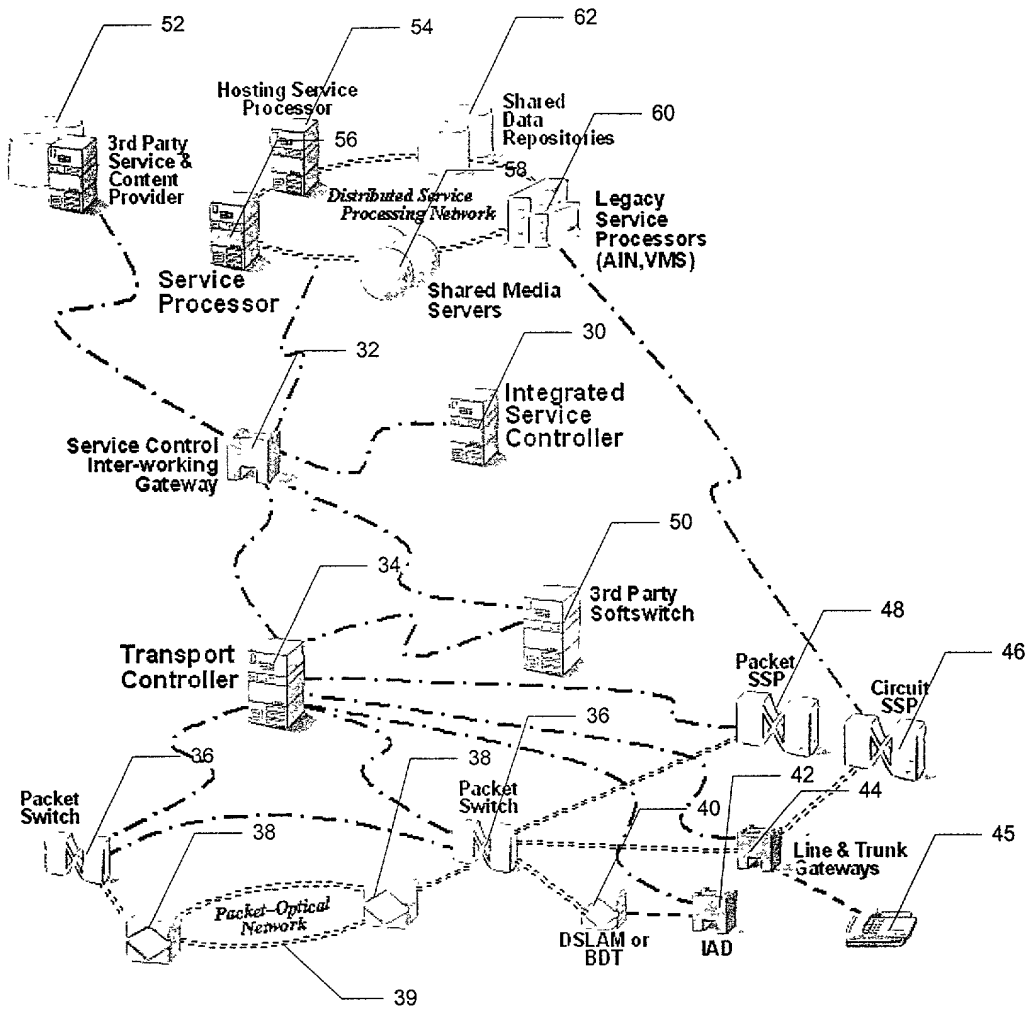 52
54
62
Hosting Service
Processor
Shared
Data
Repositories
60
56
3rd Party
Service &
Content
Provider
58
Distributed Service
Processing Network
Legacy
Service
Processors
(AIN,VMS)
Service
Processor
Shared Media
Servers
32
30
Integrated
Service
Controller
Service Control
Inter-working
Gateway
50
34
3rd Party
Softswitch
48
Transport
Controller
Packet
SSP
46
Circuit
SSP
36
38
36
Packet
Switch
Packet
Switch
42
40
44
38
45
Line & Trunk
Gateways
Packet-Optical
Network
DSLAM or
BDT
IAD
39